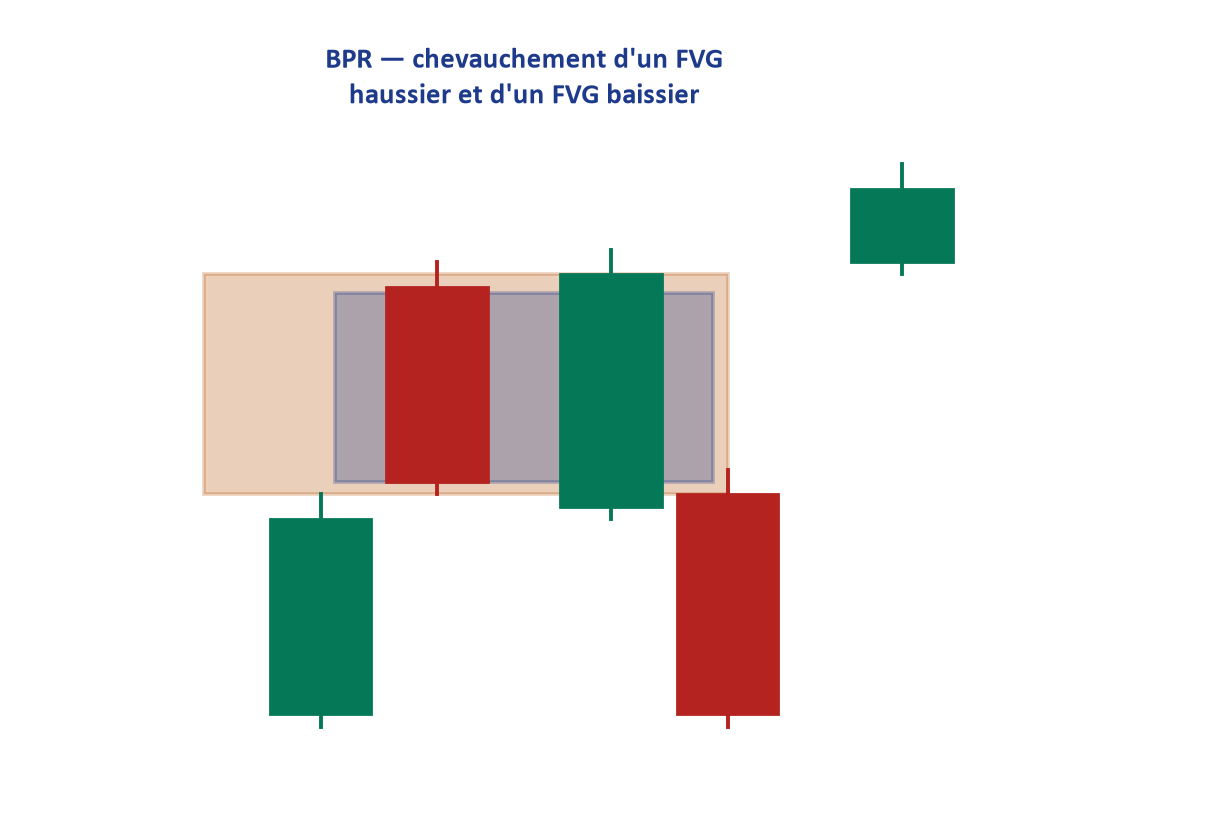 BPR — chevauchement d'un FVG
haussier et d'un FVG baissier